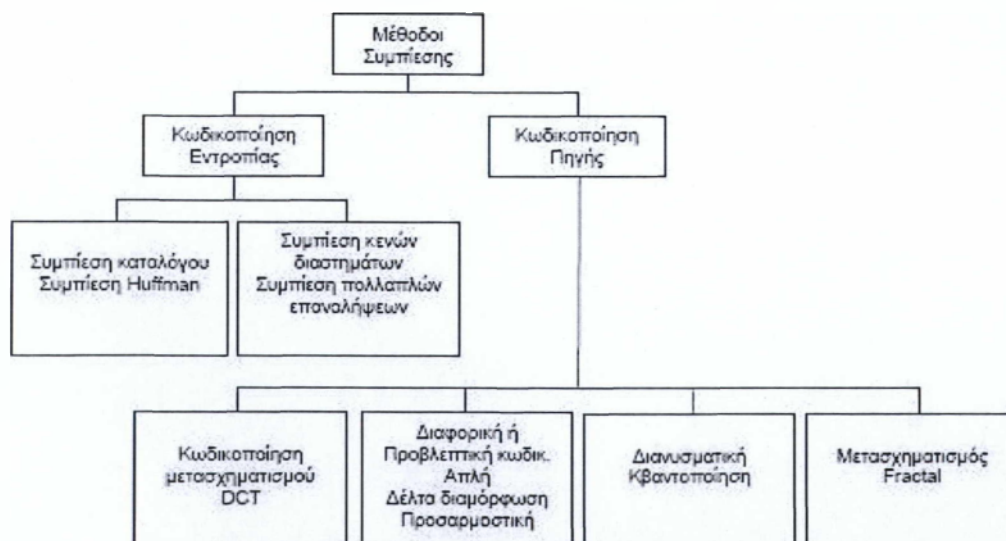 Μέθοδοι
Συμπίεσης
Κωδικοποίηση
Εντροπίας
Κωδικοποίηση
Πηγής
Συμπίεση καταλόγου
Συμπίεση Huffman
Συμπίεση κενών
διαστημάτων
Συμπίεση πολλαπλών
επαναλήψεων
Κωδικοποίηση
μετασχηματισμού
DCT
Διαφορική ή
Προβλεπτική κωδικ.
Απλή
Δέλτα διαμόρφωση
Προσαρμοστική
Διανυσματική
Κβαντοποίηση
Μετασχηματισμός
Fractal